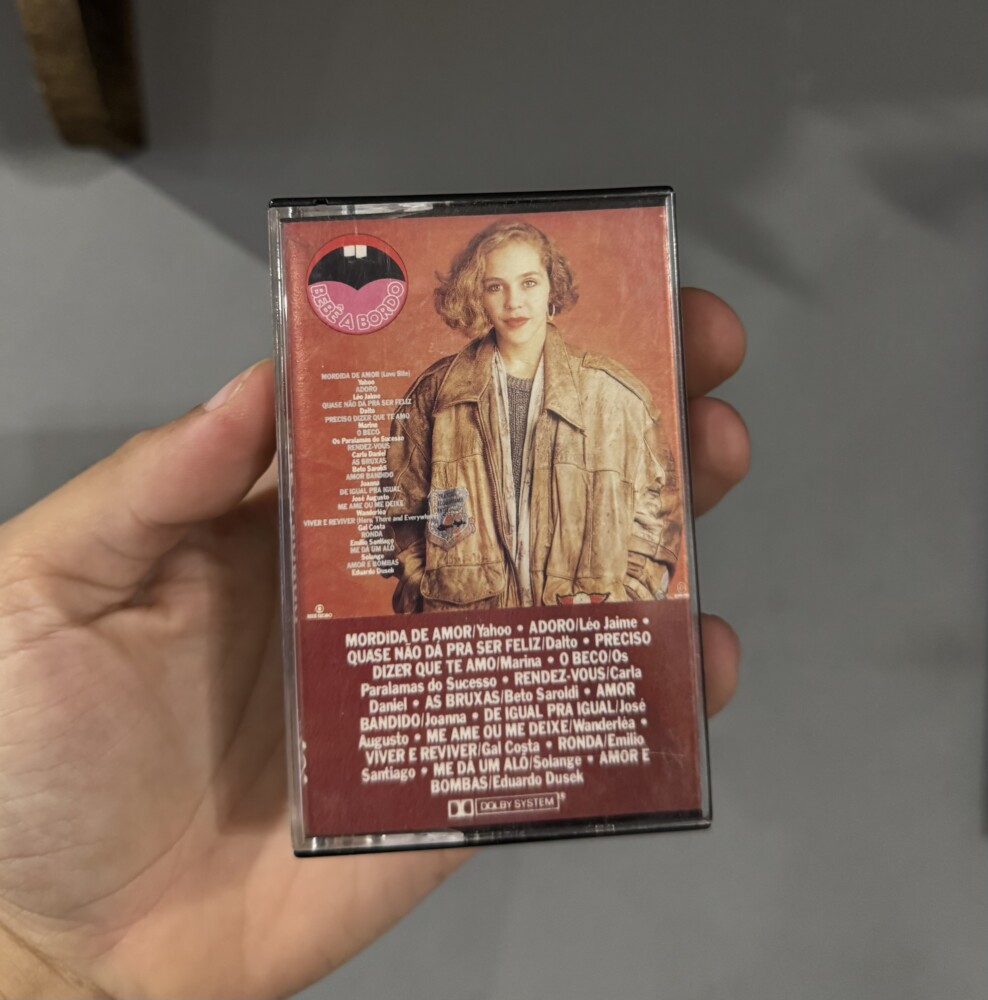 BEBÊ A BORDO
MORDIDA DE AMOR (Love Bite)
Yahoo
ADORO
Léo Jaime
QUASE NÃO DÁ PRA SER FELIZ
Dalto
PRECISO DIZER QUE TE AMO
Marina
O BECO
Os Paralamas do Sucesso
RENDEZ-VOUS
Carla Daniel
AS BRUXAS
Beto Saroldi
AMOR BANDIDO
Joanna
DE IGUAL PRA IGUAL
José Augusto
ME AME OU ME DEIXE
Wanderléa
VIVER E REVIVER (Here, There and Everywhere)
Gal Costa
RONDA
Emilio Santiago
ME DÁ UM ALÔ
Solange
AMOR E BOMBAS
Eduardo Dusek
MORDIDA DE AMOR/Yahoo • ADORO/Léo Jaime •
QUASE NÃO DÁ PRA SER FELIZ/Dalto • PRECISO
DIZER QUE TE AMO/Marina • O BECO/Os
Paralamas do Sucesso • RENDEZ-VOUS/Carla
Daniel • AS BRUXAS/Beto Saroldi • AMOR
BANDIDO/Joanna • DE IGUAL PRA IGUAL/José
Augusto • ME AME OU ME DEIXE/Wanderléa •
VIVER E REVIVER/Gal Costa • RONDA/Emilio
Santiago • ME DÁ UM ALÔ/Solange • AMOR E
BOMBAS/Eduardo Dusek
DOLBY SYSTEM®